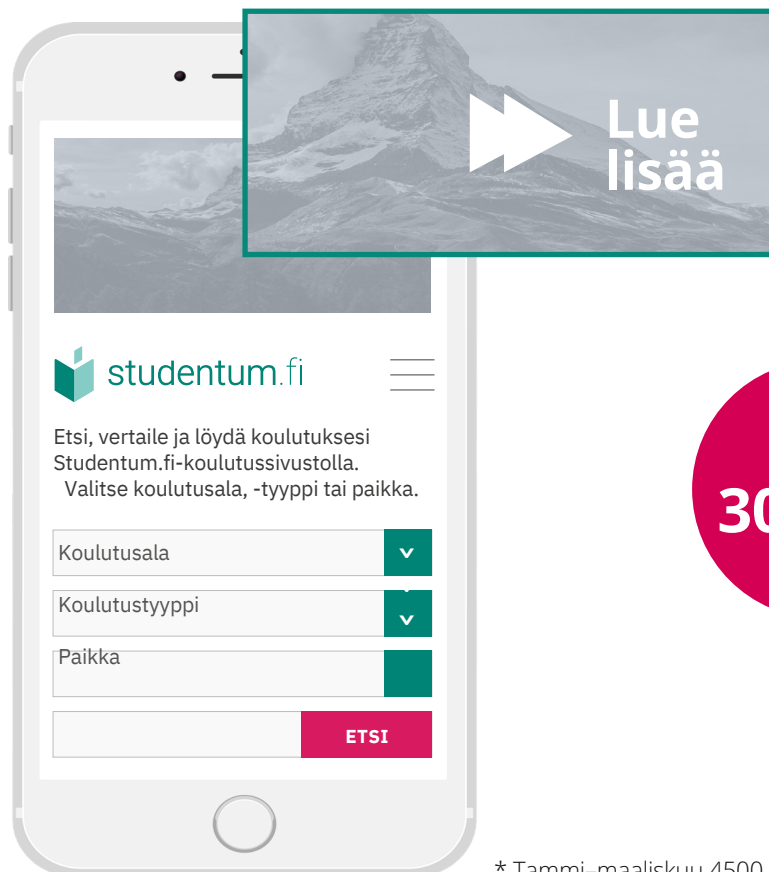 Lue
lisää
studentum.fi
Etsi, vertaile ja löydä koulutuksesi
Studentum.fi-koulutussivustolla.
Valitse koulutusala, -tyyppi tai paikka.
30
Koulutusala
Koulutustyyppi
Paikka
ETSI
* Tammi–maaliskuu 4500